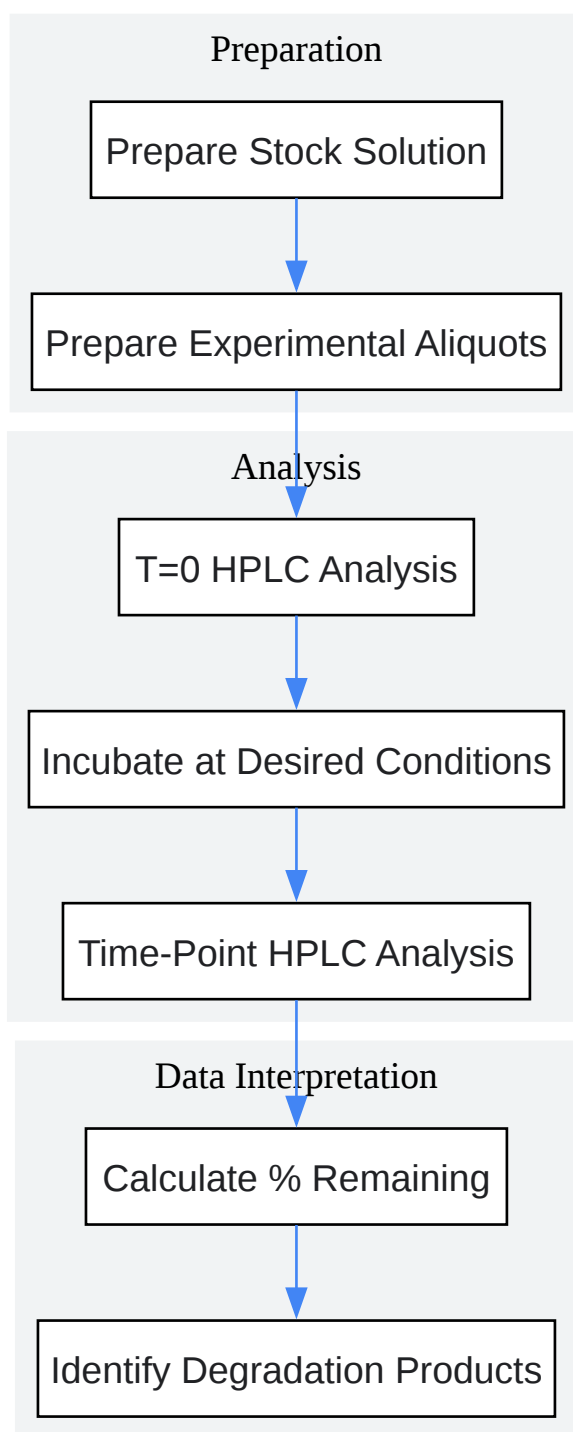 Preparation
Prepare Stock Solution
Prepare Experimental Aliquots
Analysis
T=0 HPLC Analysis
Incubate at Desired Conditions
Time-Point HPLC Analysis
Data Interpretation
Calculate % Remaining
Identify Degradation Products